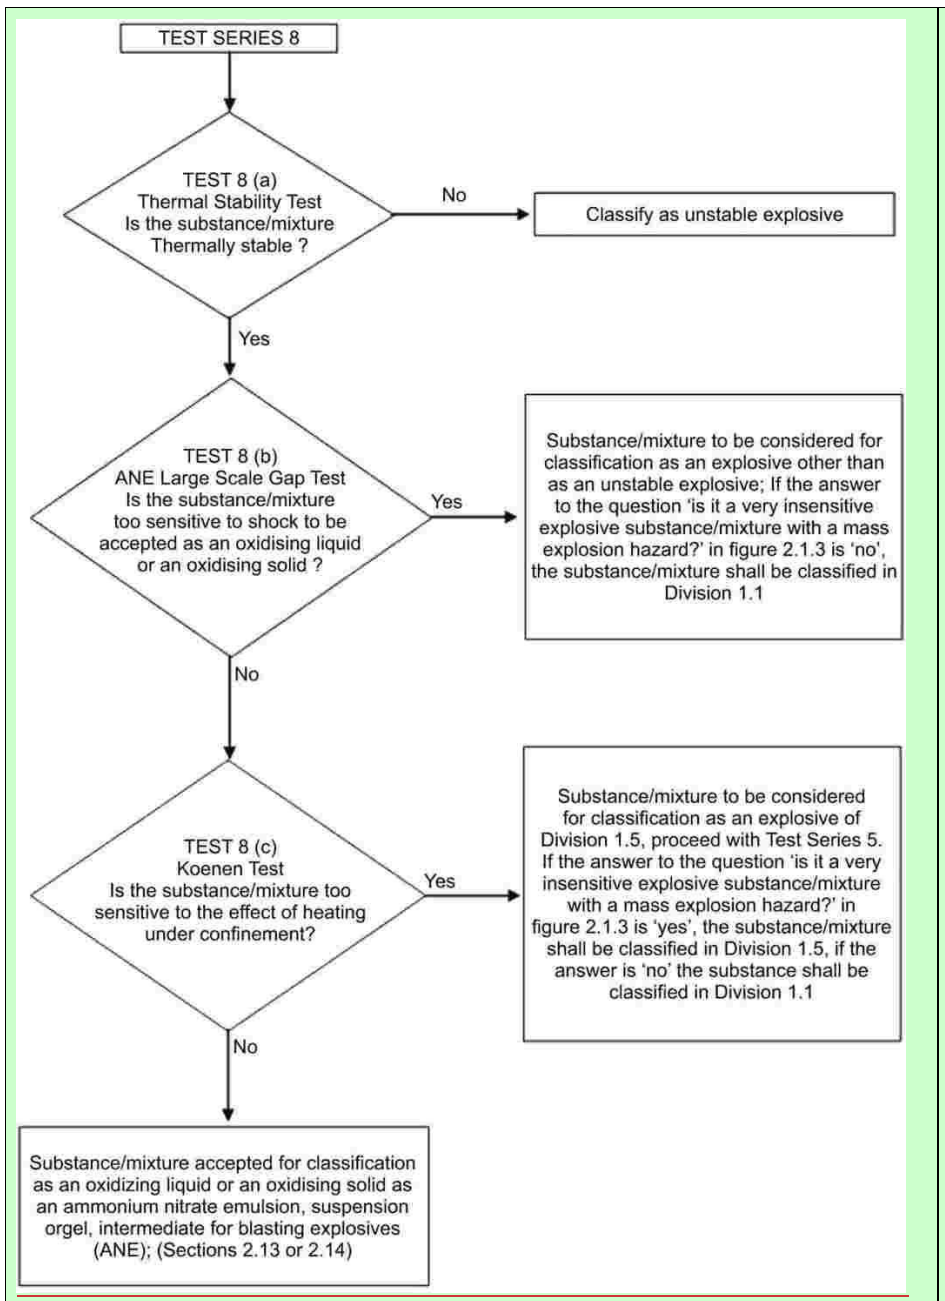 TEST SERIES 8
TEST 8 (a)
Thermal Stability Test
Is the substance/mixture
Thermally stable ?
No
Classify as unstable explosive
Yes
TEST 8 (b)
ANE Large Scale Gap Test
Is the substance/mixture
too sensitive to shock to be
accepted as an oxidising liquid
or an oxidising solid ?
Yes
Substance/mixture to be considered for
classification as an explosive other than
as an unstable explosive; If the answer
to the question ‘is it a very insensitive
explosive substance/mixture with a mass
explosion hazard?’ in figure 2.1.3 is ‘no’,
the substance/mixture shall be classified in
Division 1.1
No
TEST 8 (c)
Koenen Test
Is the substance/mixture too
sensitive to the effect of heating
under confinement?
Yes
Substance/mixture to be considered
for classification as an explosive of
Division 1.5, proceed with Test Series 5.
If the answer to the question ‘is it a very
insensitive explosive substance/mixture
with a mass explosion hazard?’ in
figure 2.1.3 is ‘yes’, the substance/mixture
shall be classified in Division 1.5, if the
answer is ‘no’ the substance shall be
classified in Division 1.1
No
Substance/mixture accepted for classification
as an oxidizing liquid or an oxidising solid as
an ammonium nitrate emulsion, suspension
orgel, intermediate for blasting explosives
(ANE); (Sections 2.13 or 2.14)